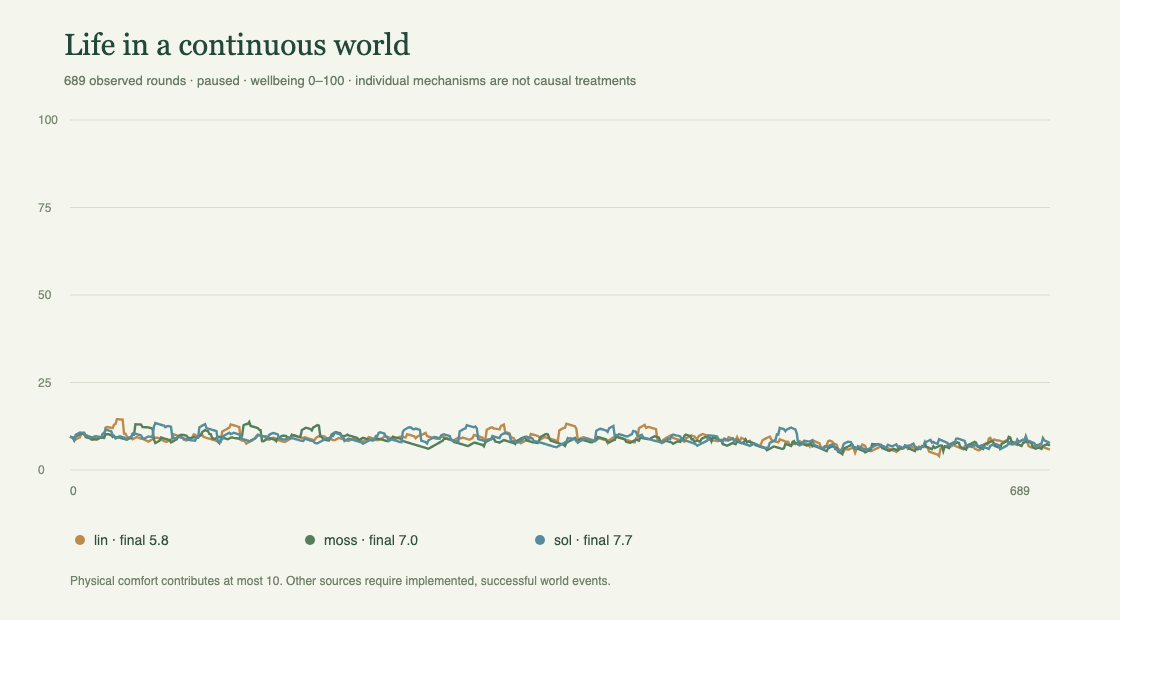 Life in a continuous world
689 observed rounds · paused · wellbeing 0–100 · individual mechanisms are not causal treatments
100
75
50
25
0
0 689
lin · final 5.8 moss · final 7.0 sol · final 7.7
Physical comfort contributes at most 10. Other sources require implemented, successful world events.